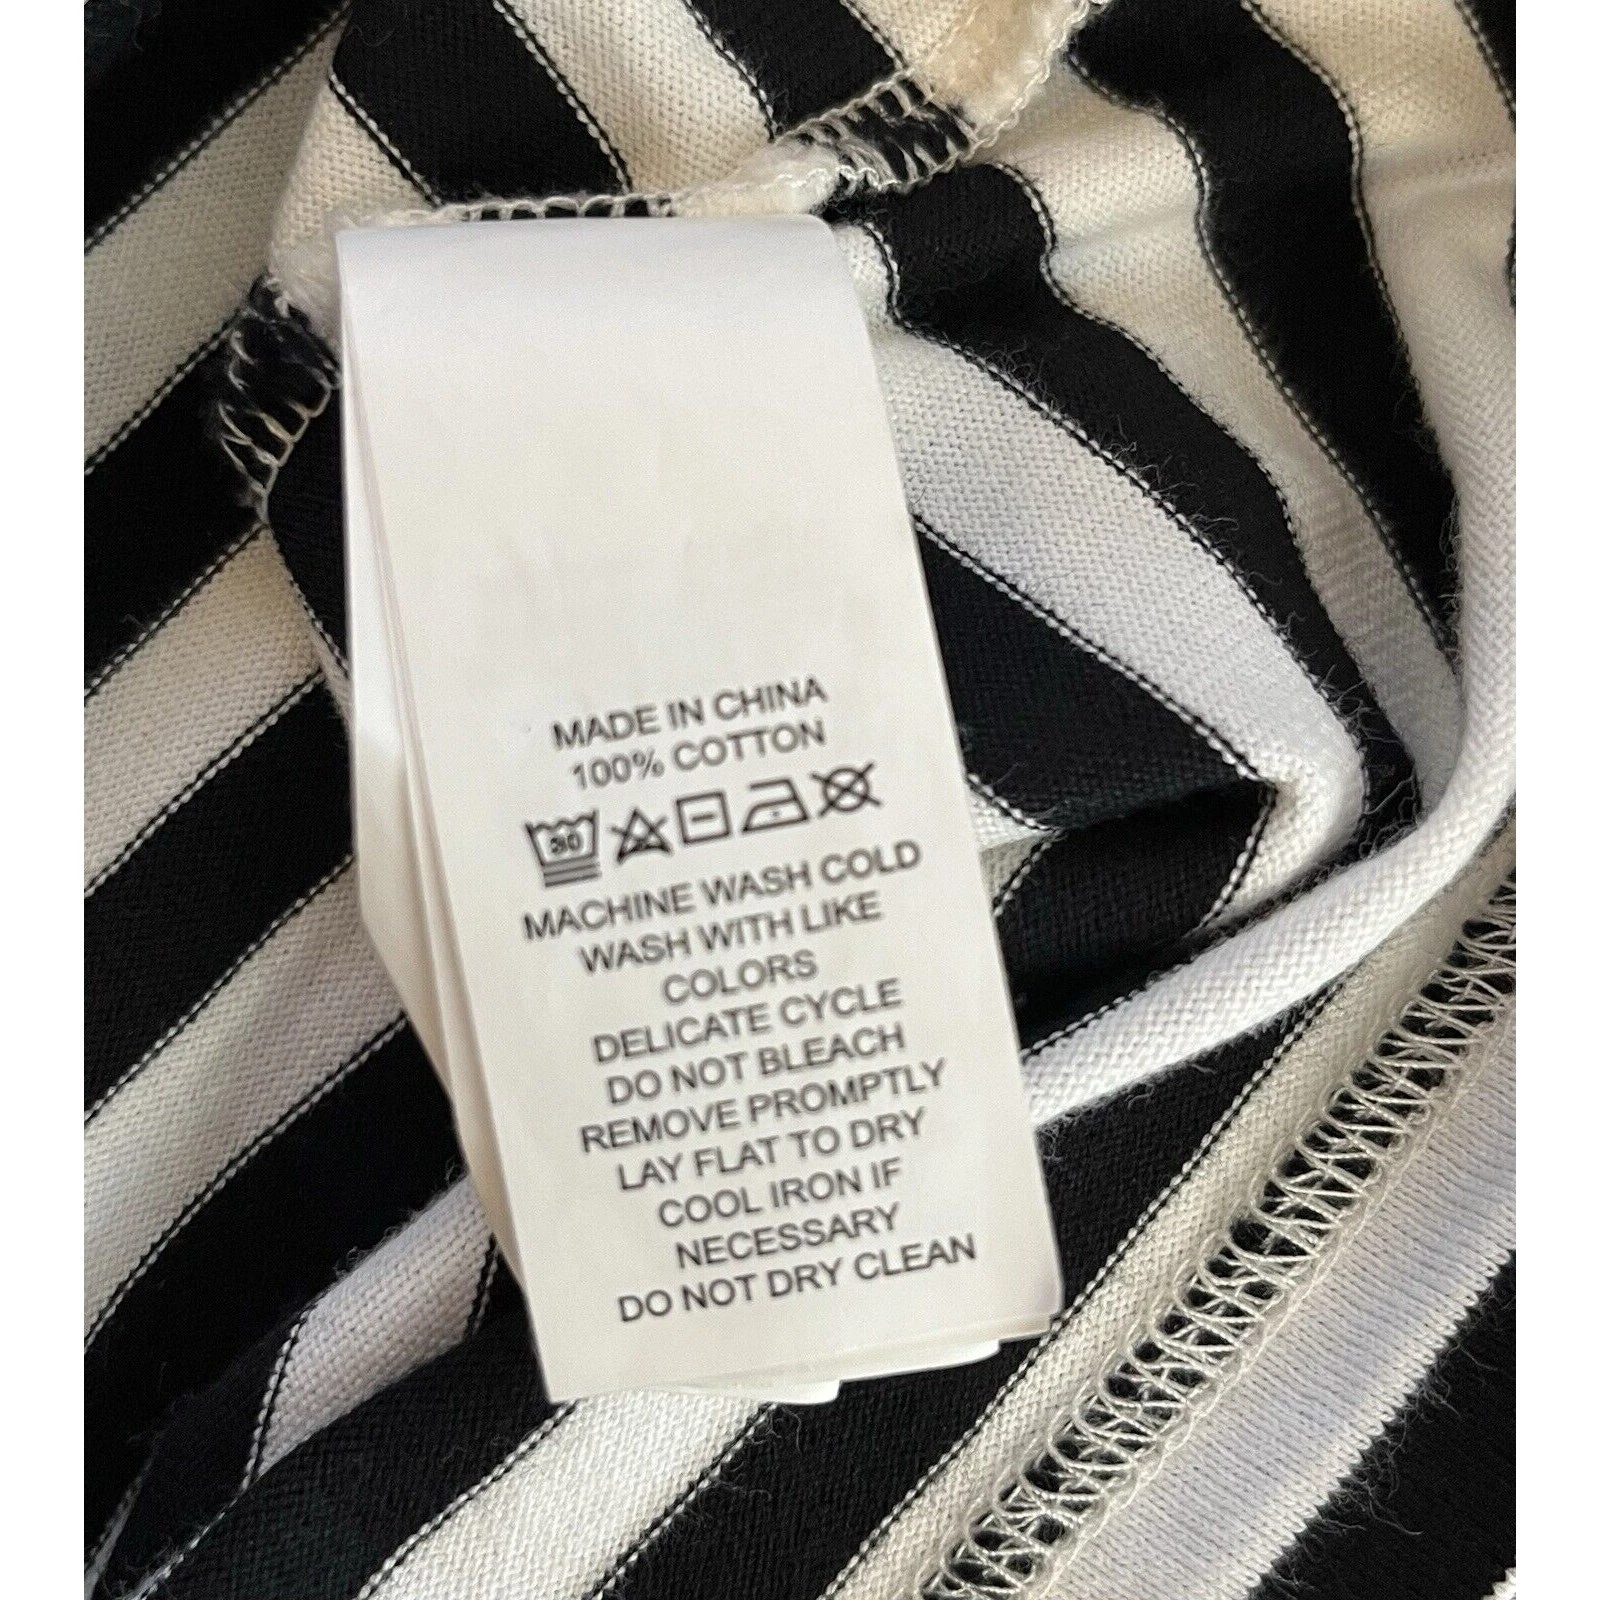 MADE IN CHINA
100% COTTON
30
MACHINE WASH COLD
WASH WITH LIKE
COLORS
DELICATE CYCLE
DO NOT BLEACH
REMOVE PROMPTLY
LAY FLAT TO DRY
COOL IRON IF
NECESSARY
DO NOT DRY CLEAN